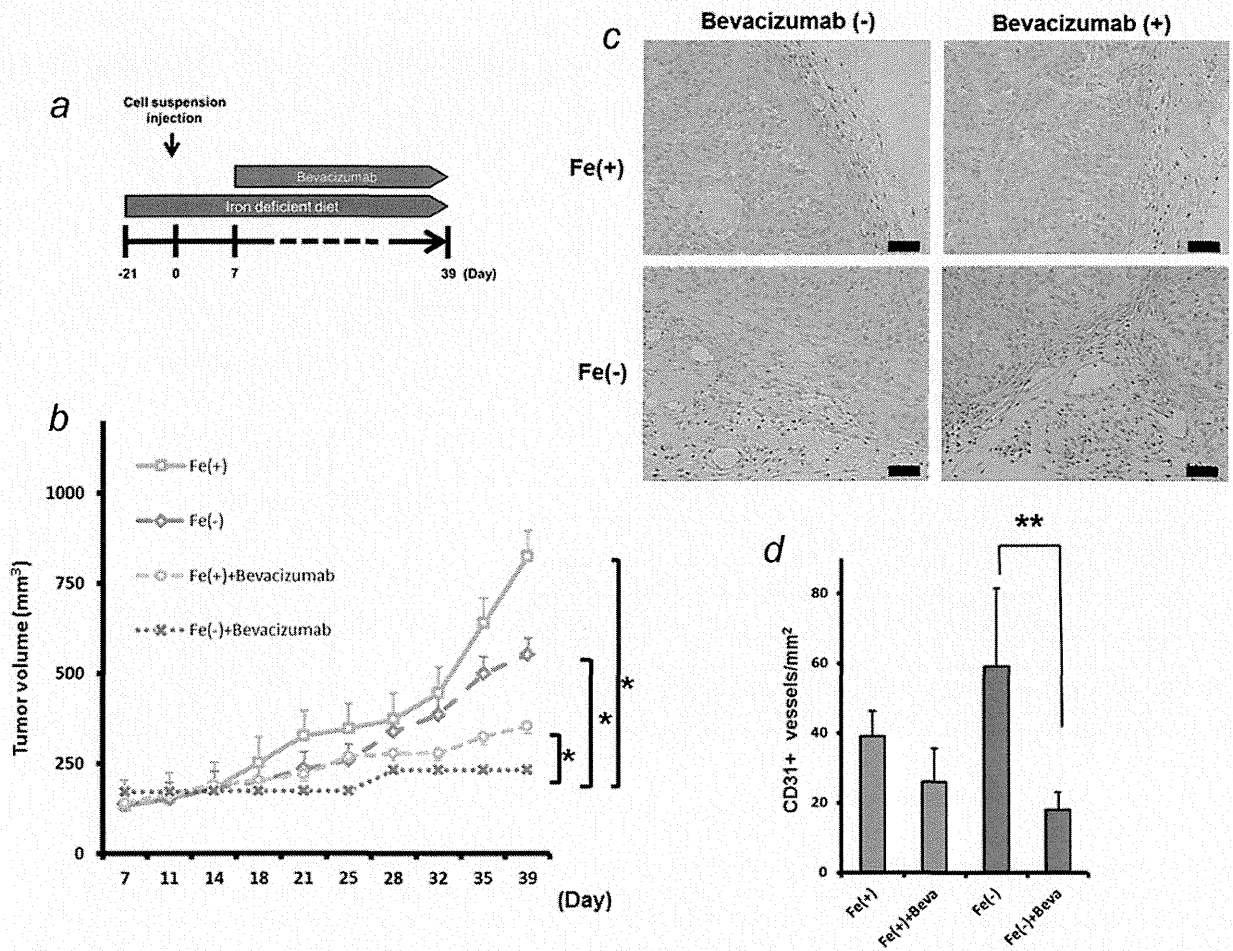 a
Cell suspension
injection
Bevacizumab
Iron deficient diet
-21
0
7
39
(Day)
b
Tumor volume (mm³)
1000
750
500
250
0
Fe(+)
Fe(-)
Fe(+)+Bevacizumab
Fe(-)+Bevacizumab
*
*
*
7
11
14
18
21
25
28
32
35
39
(Day)
c
Bevacizumab (-)
Bevacizumab (+)
Fe(+)
Fe(-)
d
**
CD31+ vessels/mm²
80
60
40
20
0
Fe(+)
Fe(+)+Beva
Fe(-)
Fe(-)+Beva